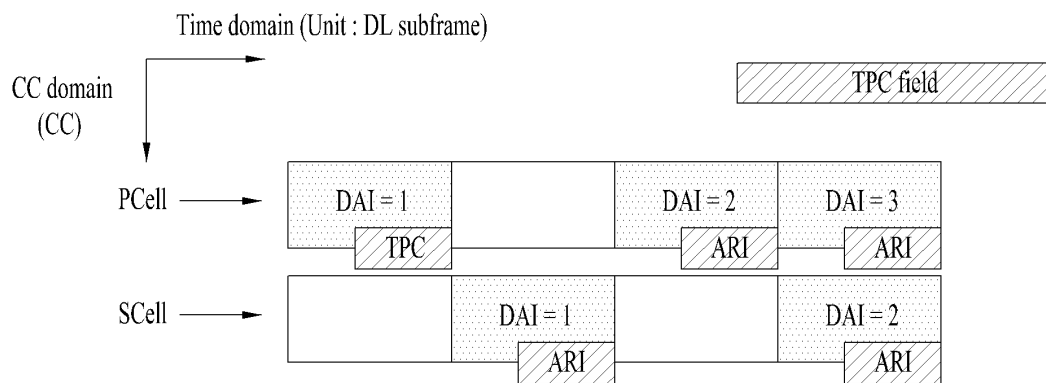 Time domain (Unit : DL subframe)
CC domain
(CC)
TPC field
PCell
DAI = 1
DAI = 2
DAI = 3
TPC
ARI
ARI
SCell
DAI = 1
DAI = 2
ARI
ARI